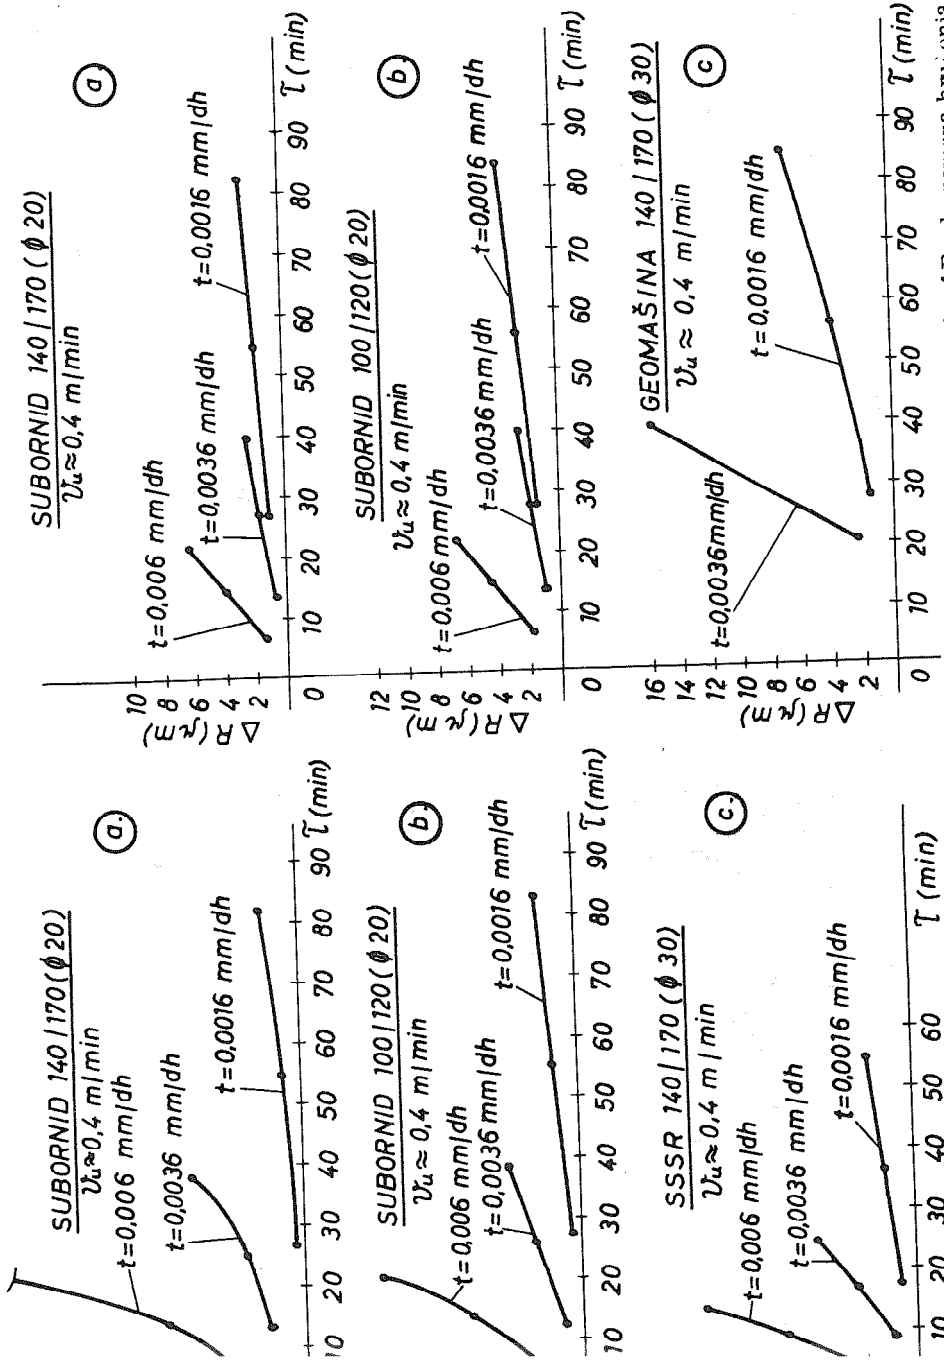 SUBORNID 140/170 (ϕ 20)
𝑣u≈0,4 m/min
a.
t=0,006 mm/dh
t=0,0036 mm/dh
t=0,0016 mm/dh
10 20 30 40 50 60 70 80 90 τ (min)
SUBORNID 100/120 (ϕ 20)
𝑣u ≈ 0,4 m/min
b.
t=0,006 mm/dh
t=0,0036 mm/dh
t=0,0016 mm/dh
10 20 30 40 50 60 70 80 90 τ (min)
SSSR 140/170 (ϕ 30)
𝑣u ≈ 0,4 m/min
c.
t=0,006 mm/dh
t=0,0036 mm/dh
t=0,0016 mm/dh
10 20 30 40 50 60 τ (min)
SUBORNID 140/170 (ϕ 20)
𝑣u≈0,4 m/min
a.
t=0,006 mm/dh
t=0,0036 mm/dh
t=0,0016 mm/dh
ΔR (μm)
10
8
6
4
2
0 10 20 30 40 50 60 70 80 90 τ (min)
SUBORNID 100/120 (ϕ 20)
𝑣u ≈ 0,4 m/min
b.
t=0,006 mm/dh
t=0,0036 mm/dh
t=0,0016 mm/dh
ΔR (μm)
12
10
8
6
4
2
0 10 20 30 40 50 60 70 80 90 τ (min)
GEOMAŠINA 140/170 (ϕ 30)
𝑣u ≈ 0,4 m/min
c
t=0,0036 mm/dh
t=0,0016 mm/dh
ΔR (μm)
16
14
12
10
8
6
4
2
0 10 20 30 40 50 60 70 80 90 τ (min)